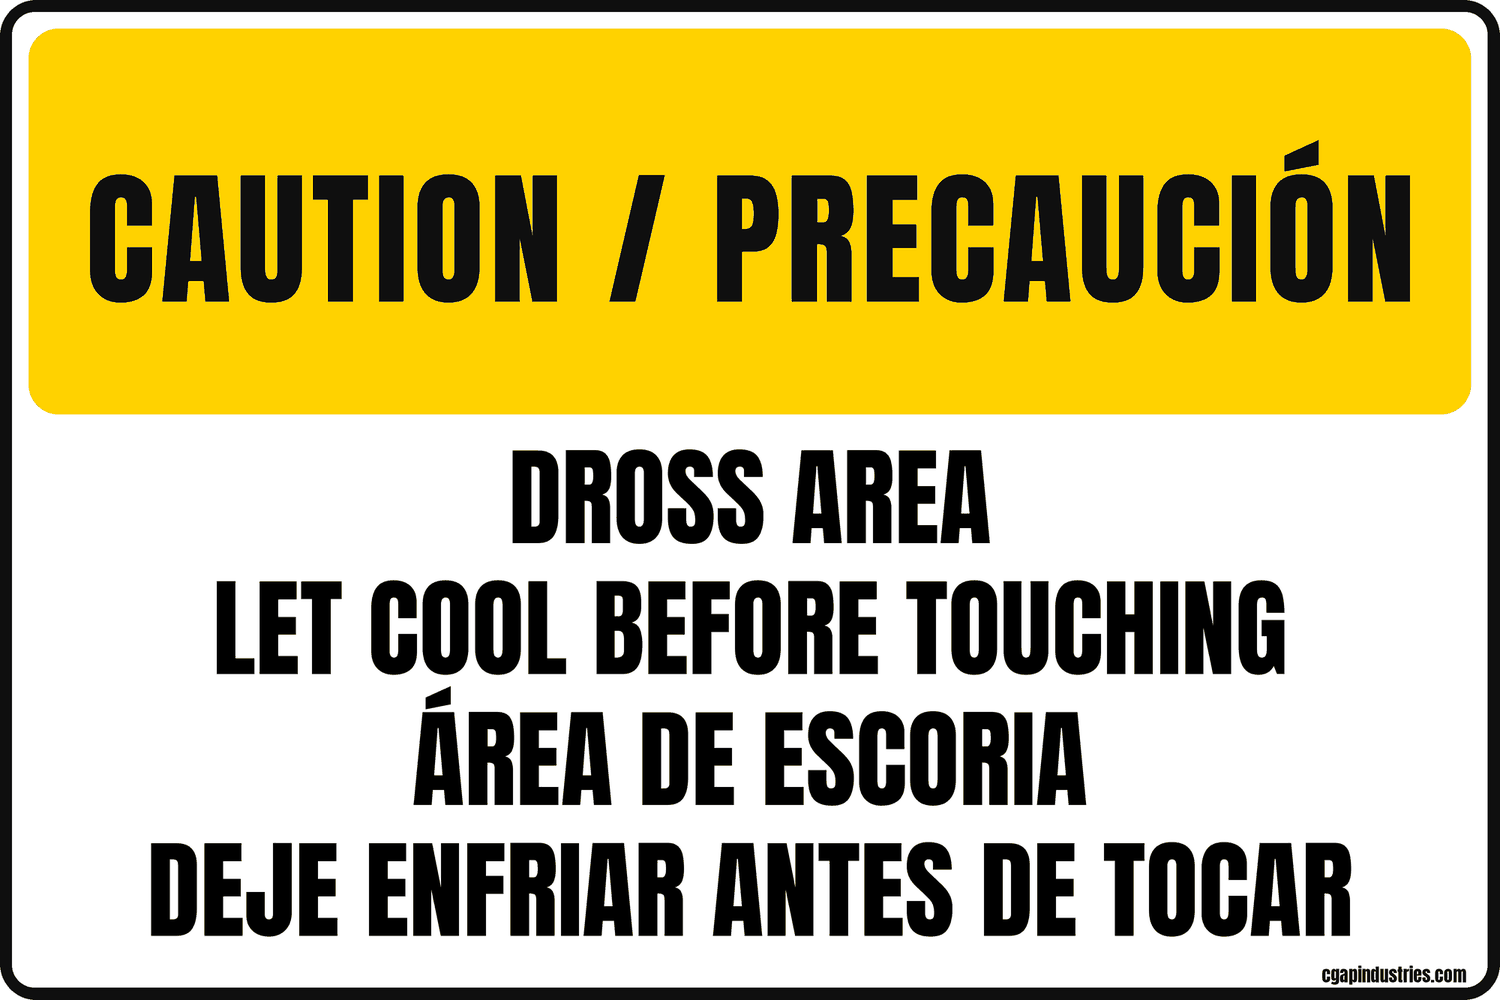 CAUTION / PRECAUCIÓN
DROSS AREA
LET COOL BEFORE TOUCHING
ÁREA DE ESCORIA
DEJE ENFRIAR ANTES DE TOCAR
cgapindustries.com